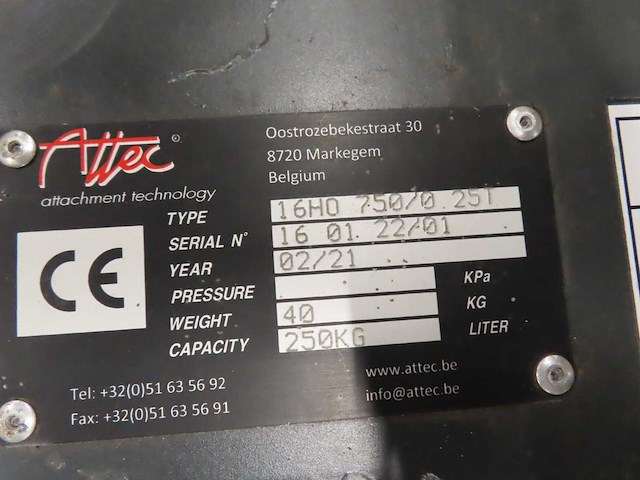 Attec®
attachment technology
Oostrozebekestraat 30
8720 Markegem
Belgium
CE
TYPE 16HO 750/0.25T
SERIAL N° 16 01 22/01
YEAR 02/21
PRESSURE KPa
WEIGHT 40 KG
CAPACITY 250KG LITER
Tel: +32(0)51 63 56 92
Fax: +32(0)51 63 56 91
www.attec.be
info@attec.be